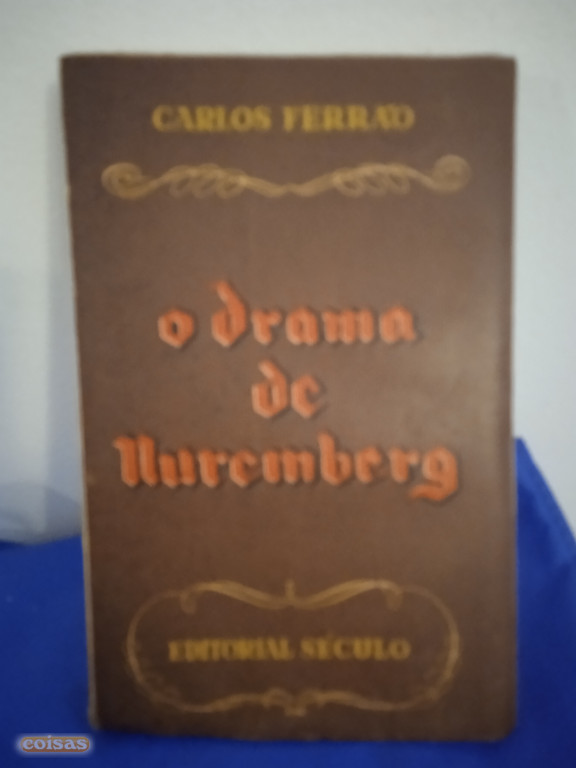 CARLOS FERRÃO
o drama
de
Nuremberg
EDITORIAL SÉCULO
coisas